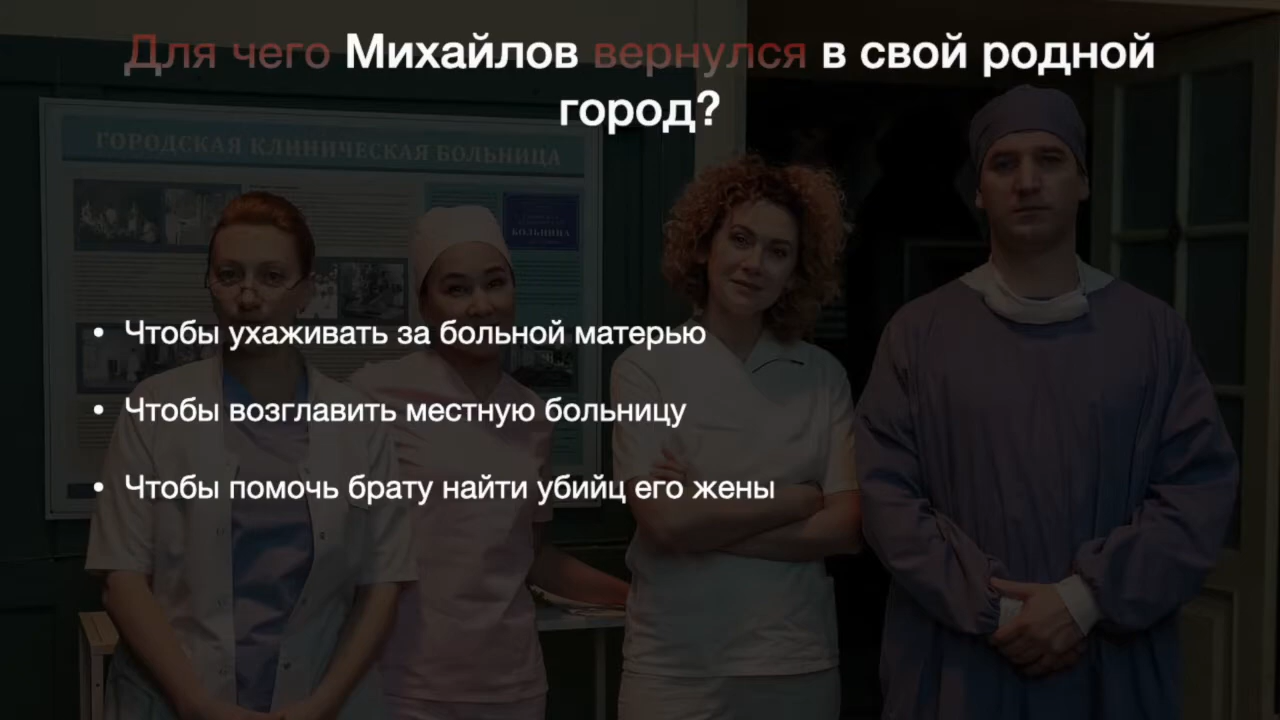 Для чего Михайлов вернулся в свой родной
город?
ГОРОДСКАЯ КЛИНИЧЕСКАЯ БОЛЬНИЦА
БОЛЬНИЦА
• Чтобы ухаживать за больной матерью
• Чтобы возглавить местную больницу
• Чтобы помочь брату найти убийц его жены